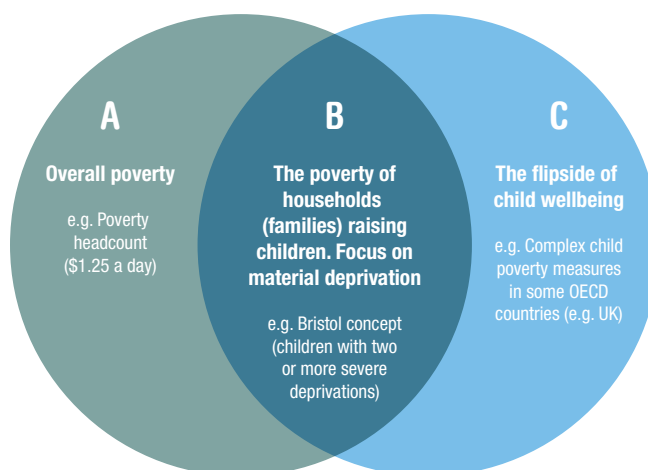 A
Overall poverty
e.g. Poverty
headcount
($1.25 a day)
B
The poverty of
households
(families) raising
children. Focus on
material deprivation
e.g. Bristol concept
(children with two
or more severe
deprivations)
C
The flipside of
child wellbeing
e.g. Complex child
poverty measures
in some OECD
countries (e.g. UK)